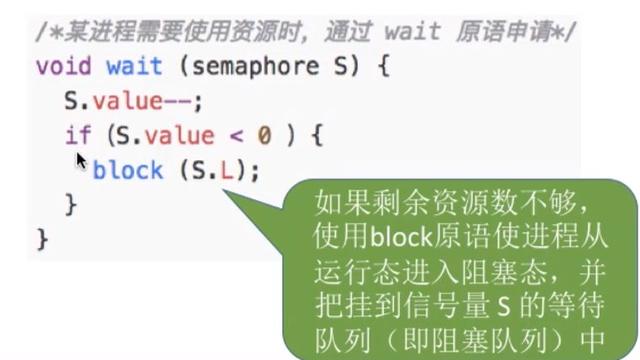 /*某进程需要使用资源时，通过 wait 原语申请*/
void wait (semaphore S) {
S.value--;
if (S.value < 0 ) {
block (S.L);
}
}
如果剩余资源数不够，
使用block原语使进程从
运行态进入阻塞态，并
把挂到信号量 S 的等待
队列（即阻塞队列）中